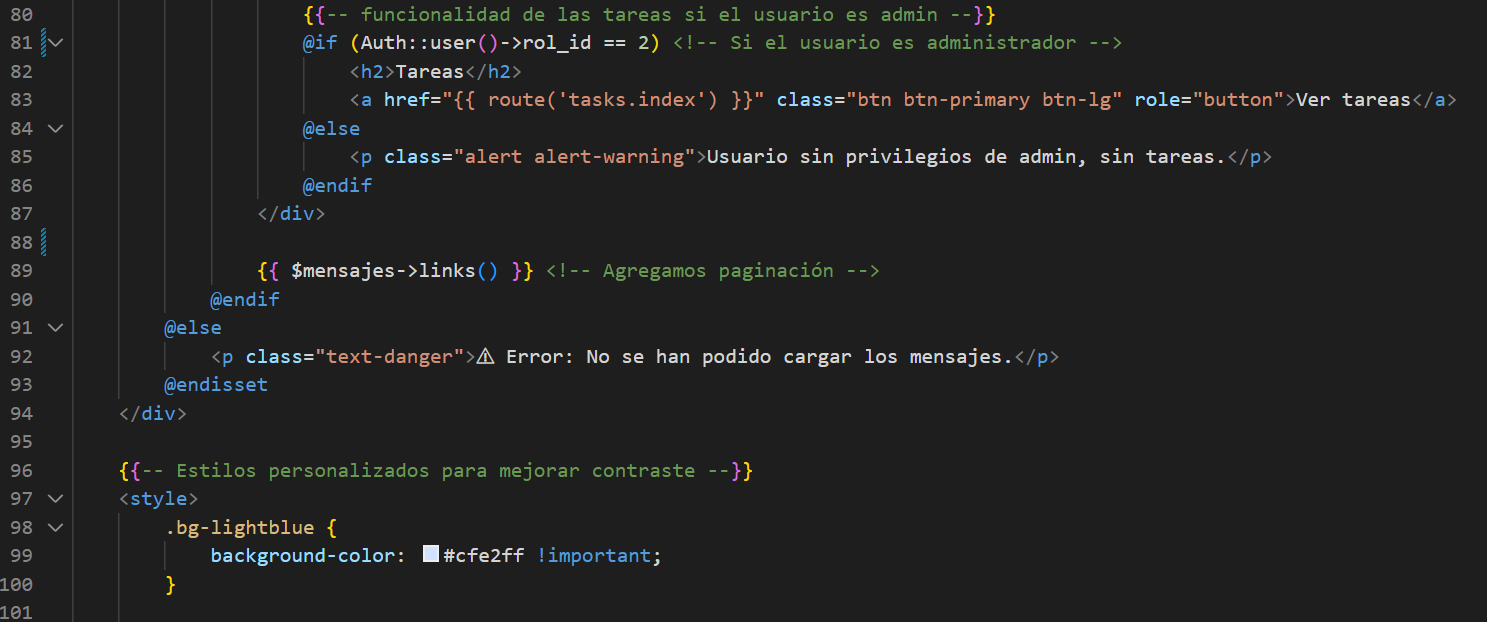 80 {{-- funcionalidad de las tareas si el usuario es admin --}}
81 @if (Auth::user()->rol_id == 2) <!-- Si el usuario es administrador -->
82 <h2>Tareas</h2>
83 <a href="{{ route('tasks.index') }}" class="btn btn-primary btn-lg" role="button">Ver tareas</a>
84 @else
85 <p class="alert alert-warning">Usuario sin privilegios de admin, sin tareas.</p>
86 @endif
87 </div>
88
89 {{ $mensajes->links() }} <!-- Agregamos paginación -->
90 @endif
91 @else
92 <p class="text-danger">⚠ Error: No se han podido cargar los mensajes.</p>
93 @endisset
94 </div>
95
96 {{-- Estilos personalizados para mejorar contraste --}}
97 <style>
98 .bg-lightblue {
99 background-color: #cfe2ff !important;
100 }
101